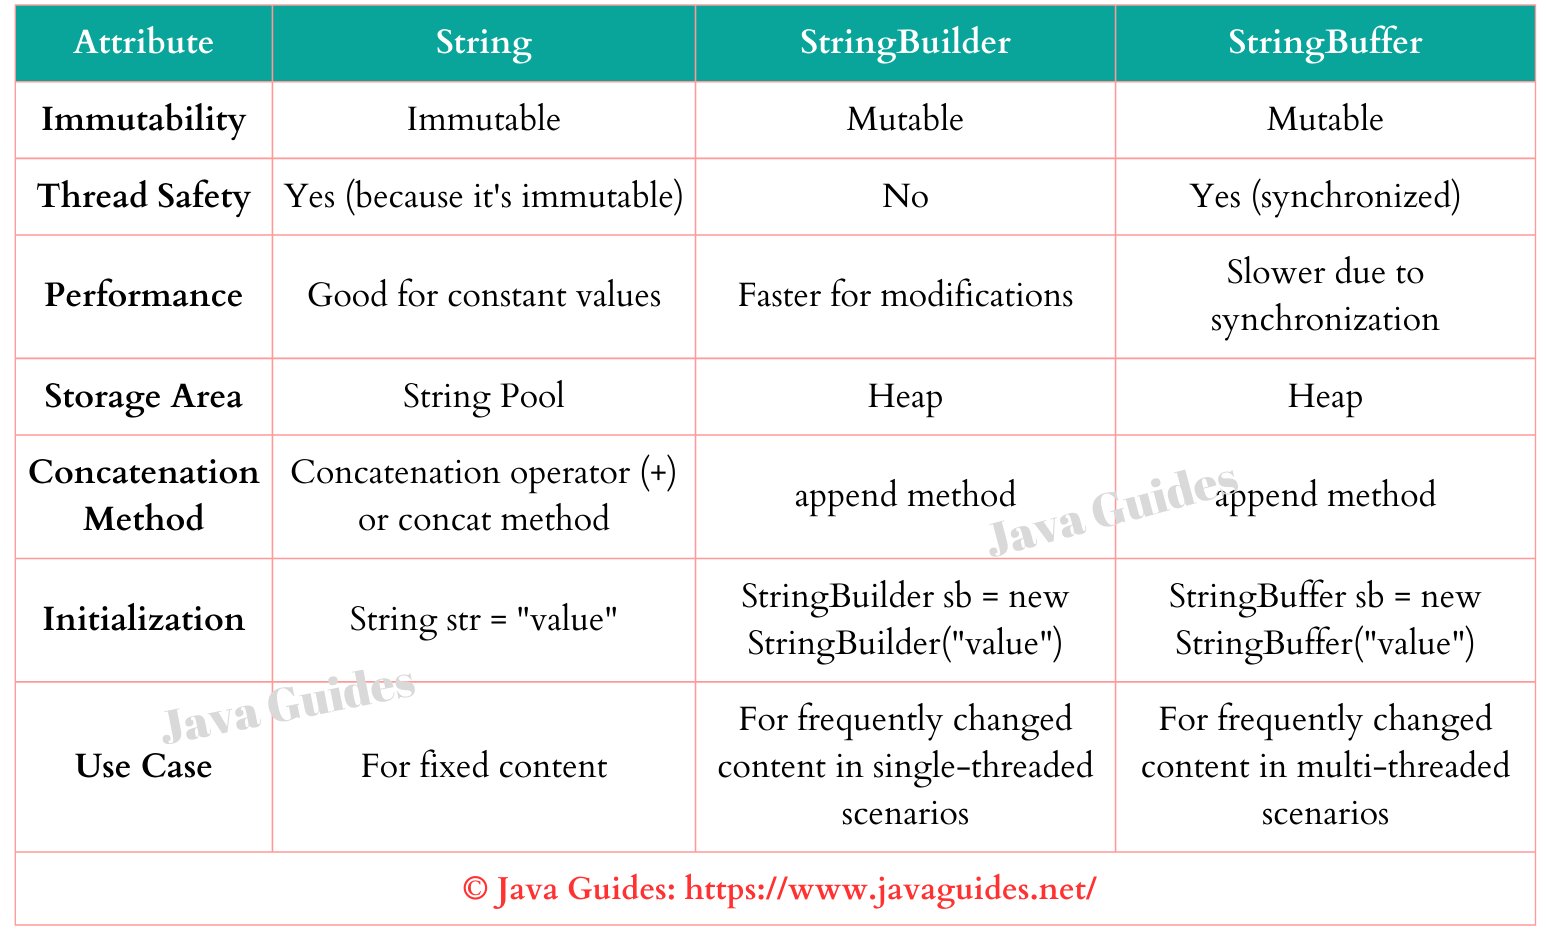 Attribute String StringBuilder StringBuffer
Immutability Immutable Mutable Mutable
Thread Safety Yes (because it's immutable) No Yes (synchronized)
Performance Good for constant values Faster for modifications Slower due to
synchronization
Storage Area String Pool Heap Heap
Concatenation
Method
Concatenation operator (+)
or concat method
append method
append method
Java Guides
Initialization
String str = "value"
StringBuilder sb = new
StringBuilder("value")
StringBuffer sb = new
StringBuffer("value")
Java Guides
Use Case
For fixed content
For frequently changed
content in single-threaded
scenarios
For frequently changed
content in multi-threaded
scenarios
© Java Guides: https://www.javaguides.net/